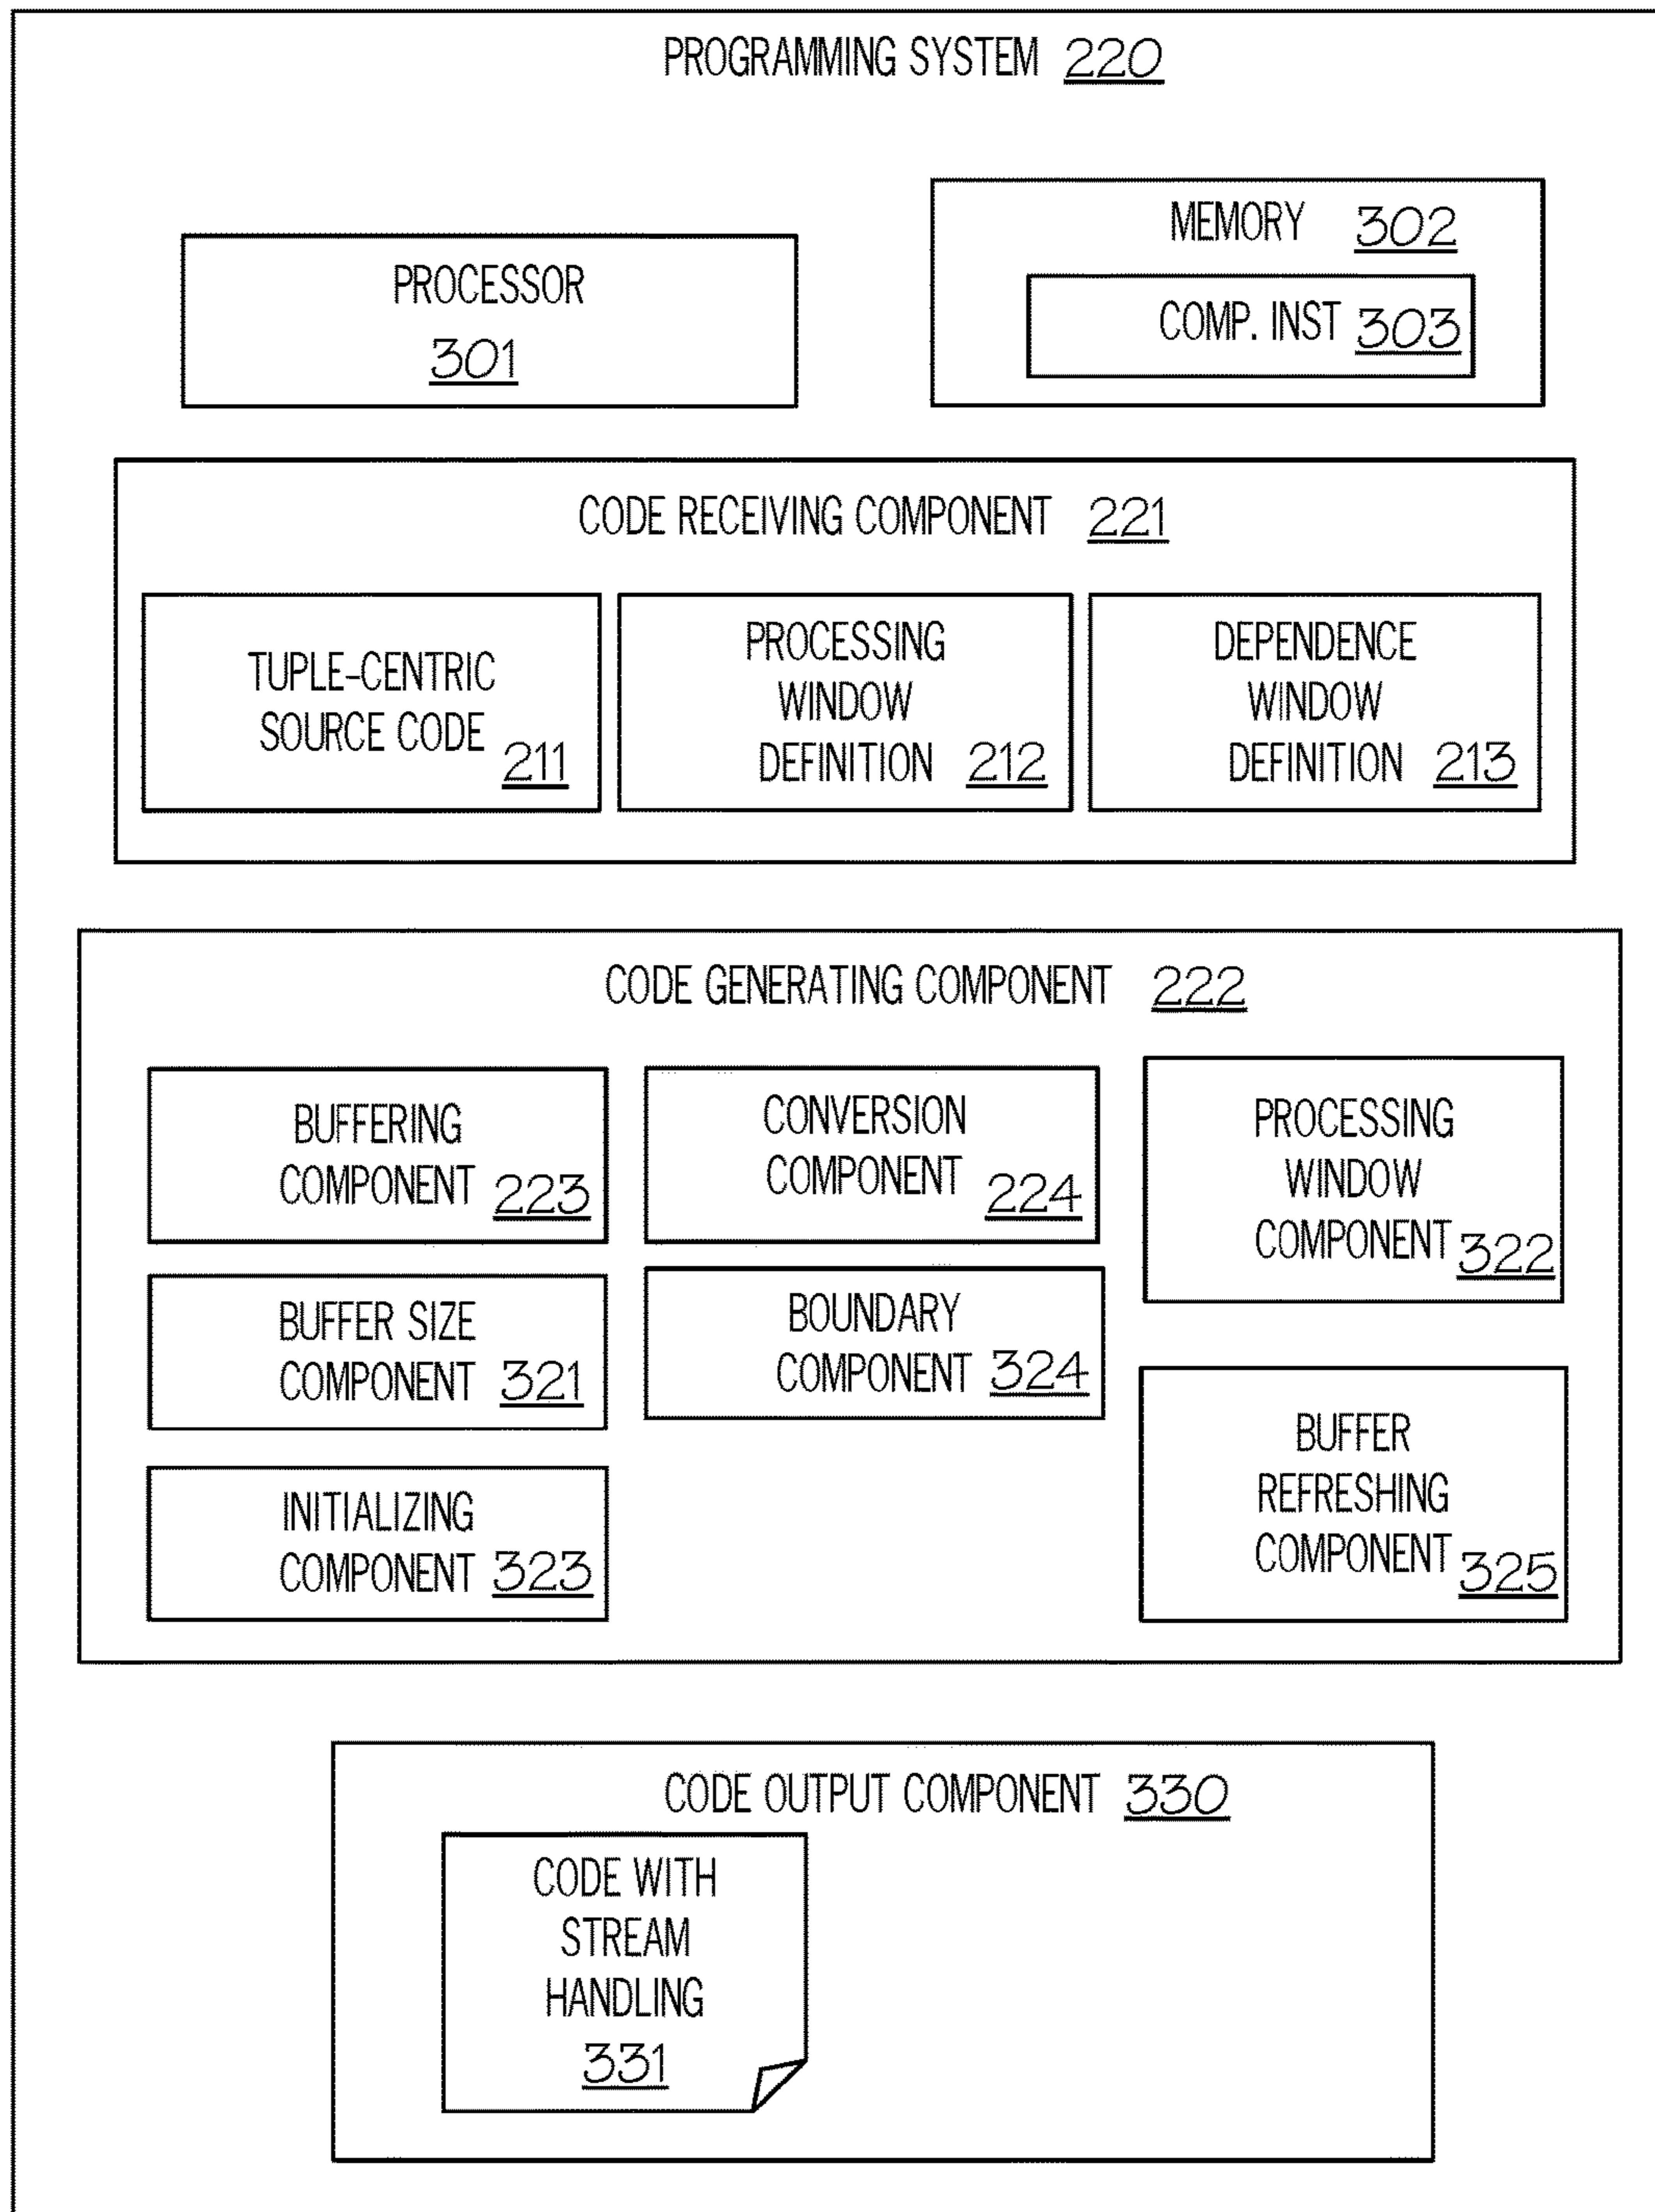 PROGRAMMING SYSTEM 220
PROCESSOR
301
MEMORY 302
COMP. INST 303
CODE RECEIVING COMPONENT 221
TUPLE-CENTRIC
SOURCE CODE 211
PROCESSING
WINDOW
DEFINITION 212
DEPENDENCE
WINDOW
DEFINITION 213
CODE GENERATING COMPONENT 222
BUFFERING
COMPONENT 223
CONVERSION
COMPONENT 224
PROCESSING
WINDOW
COMPONENT 322
BUFFER SIZE
COMPONENT 321
BOUNDARY
COMPONENT 324
BUFFER
REFRESHING
COMPONENT 325
INITIALIZING
COMPONENT 323
CODE OUTPUT COMPONENT 330
CODE WITH
STREAM
HANDLING
331